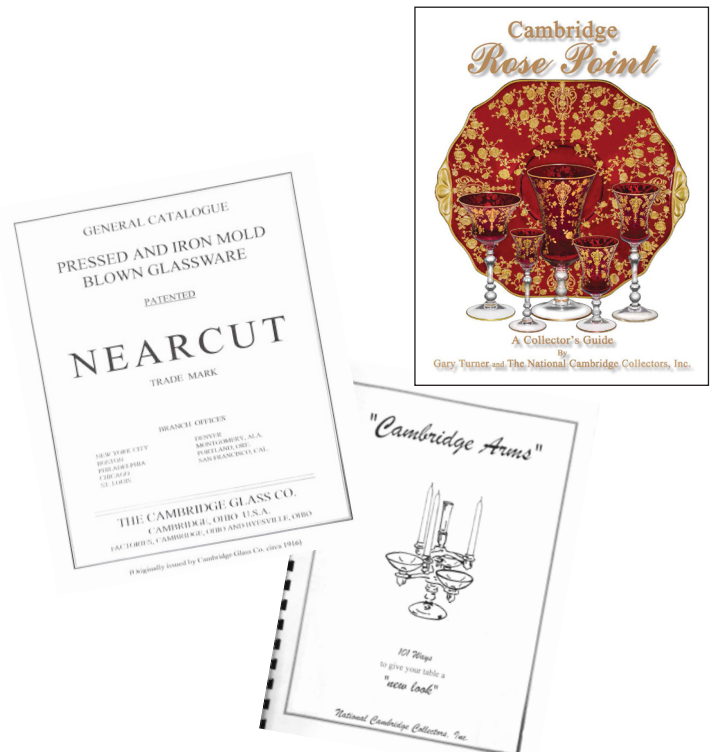 Cambridge
Rose Point
A Collector's Guide
By
Gary Turner and The National Cambridge Collectors, Inc.
GENERAL CATALOGUE
PRESSED AND IRON MOLD
BLOWN GLASSWARE
PATENTED
NEARCUT
TRADE MARK
BRANCH OFFICES
NEW YORK CITY
BOSTON
PHILADELPHIA
CHICAGO
ST. LOUIS
DENVER
MONTGOMERY, ALA.
PORTLAND, ORE.
SAN FRANCISCO, CAL.
THE CAMBRIDGE GLASS CO.
CAMBRIDGE, OHIO U.S.A.
FACTORIES, CAMBRIDGE, OHIO AND BYESVILLE, OHIO
(Originally issued by Cambridge Glass Co. circa 1916)
"Cambridge Arms"
101 Ways
to give your table a
"new look"
National Cambridge Collectors, Inc.